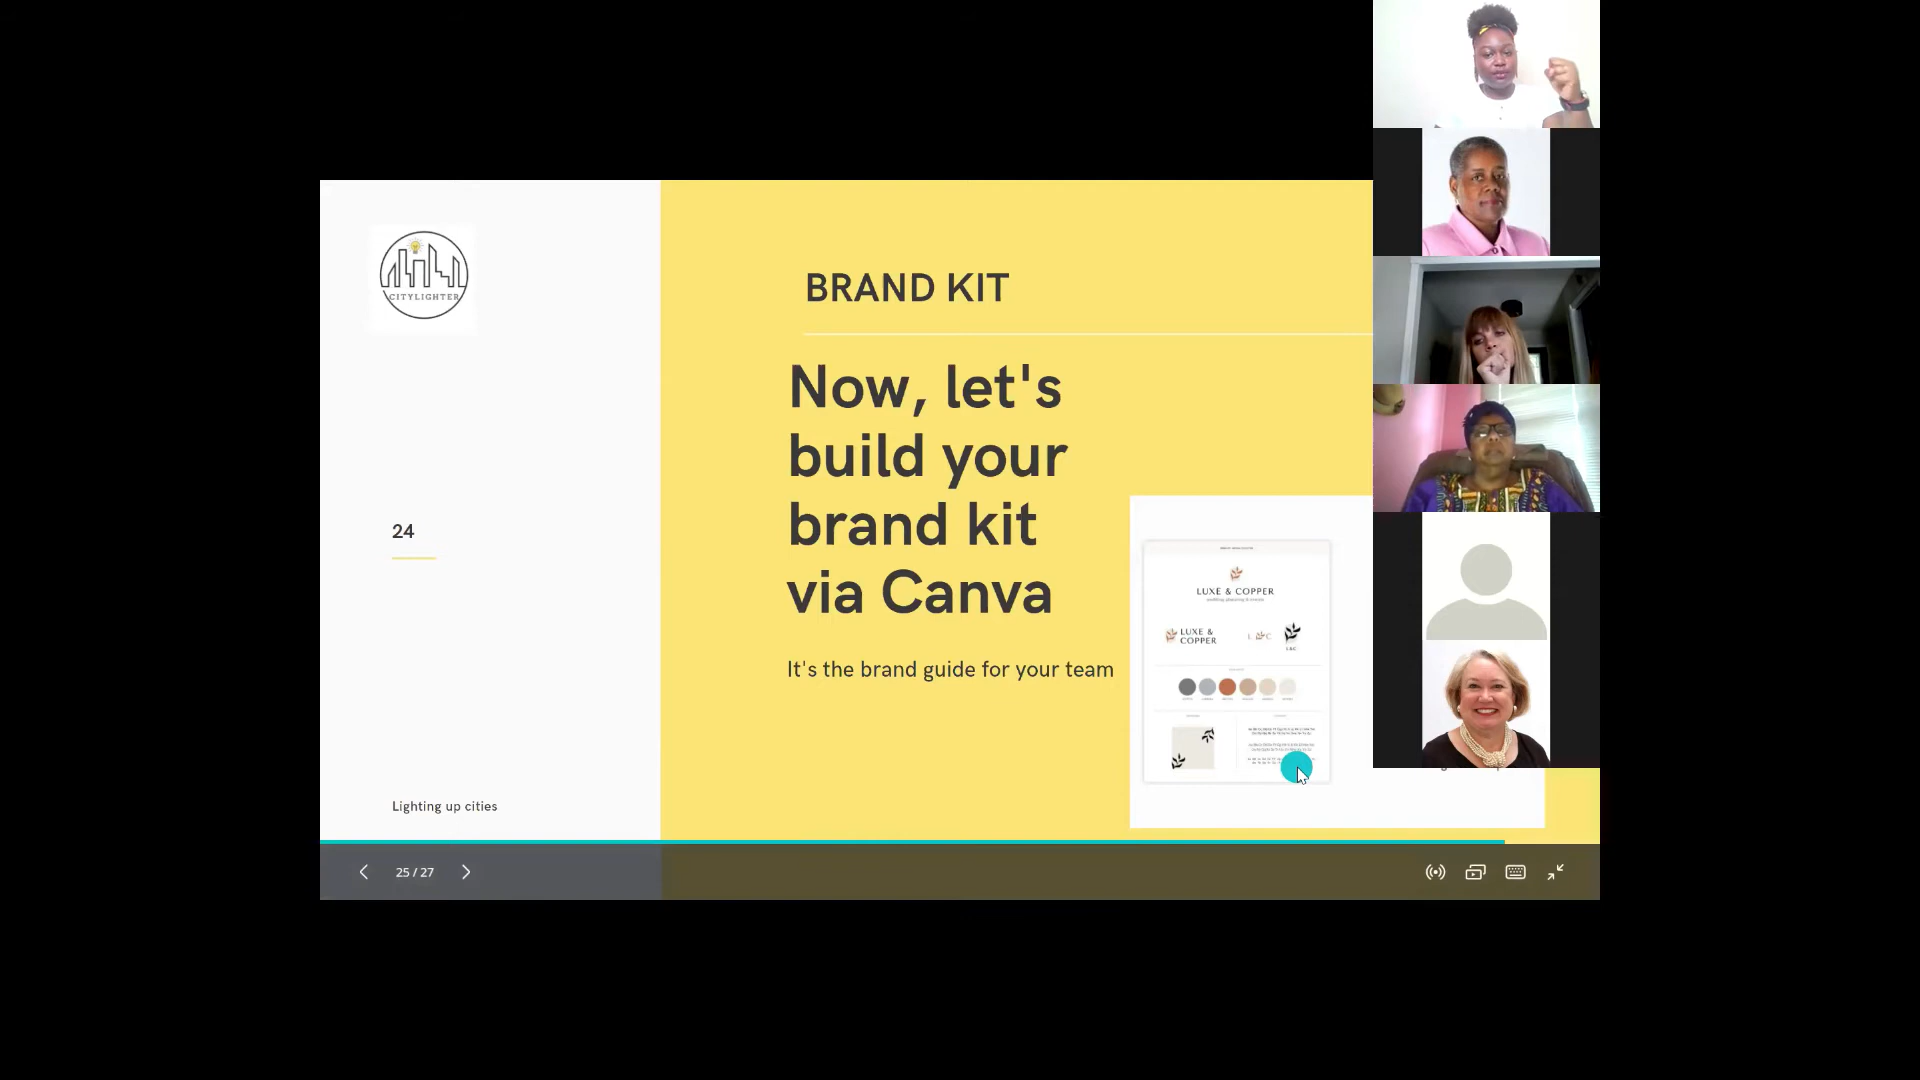 CITYLIGHTER
24
Lighting up cities
BRAND KIT
Now, let's
build your
brand kit
via Canva
It's the brand guide for your team
LUXE & COPPER
LUXE &
COPPER
L C
L&C
25 / 27